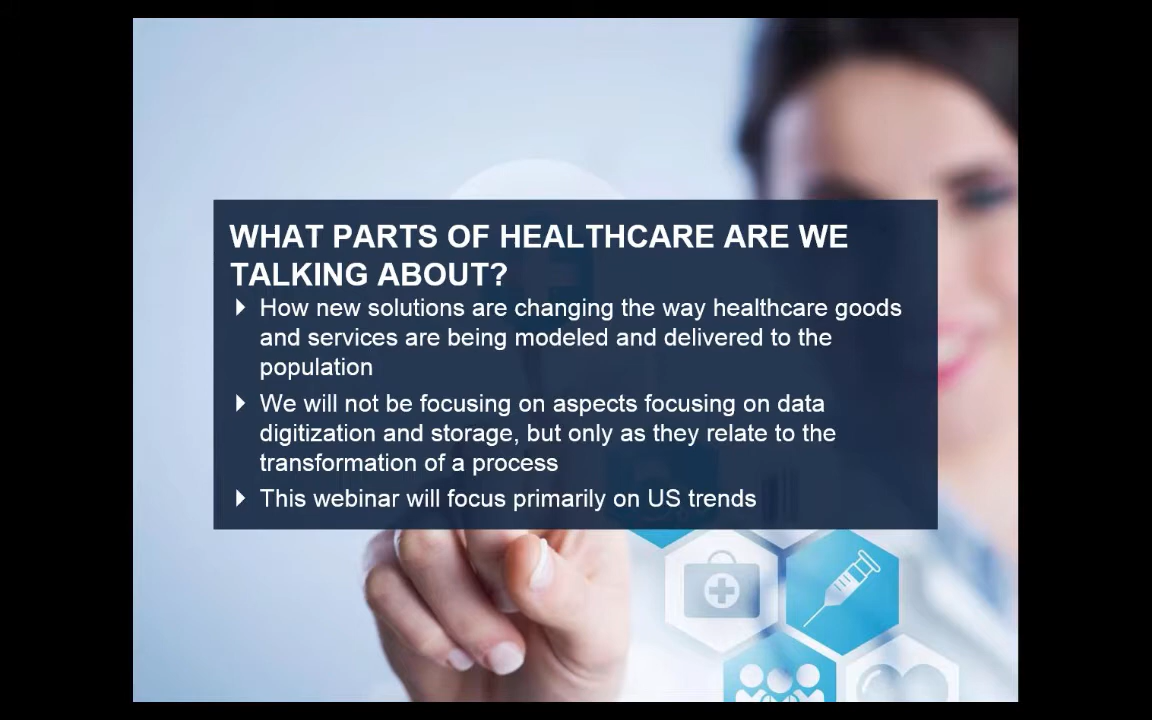 WHAT PARTS OF HEALTHCARE ARE WE
TALKING ABOUT?
How new solutions are changing the way healthcare goods
and services are being modeled and delivered to the
population
We will not be focusing on aspects focusing on data
digitization and storage, but only as they relate to the
transformation of a process
This webinar will focus primarily on US trends